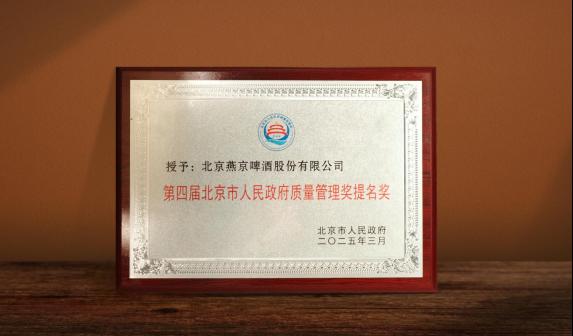 授予：北京燕京啤酒股份有限公司
第四届北京市人民政府质量管理奖提名奖
北京市人民政府
二〇二五年三月